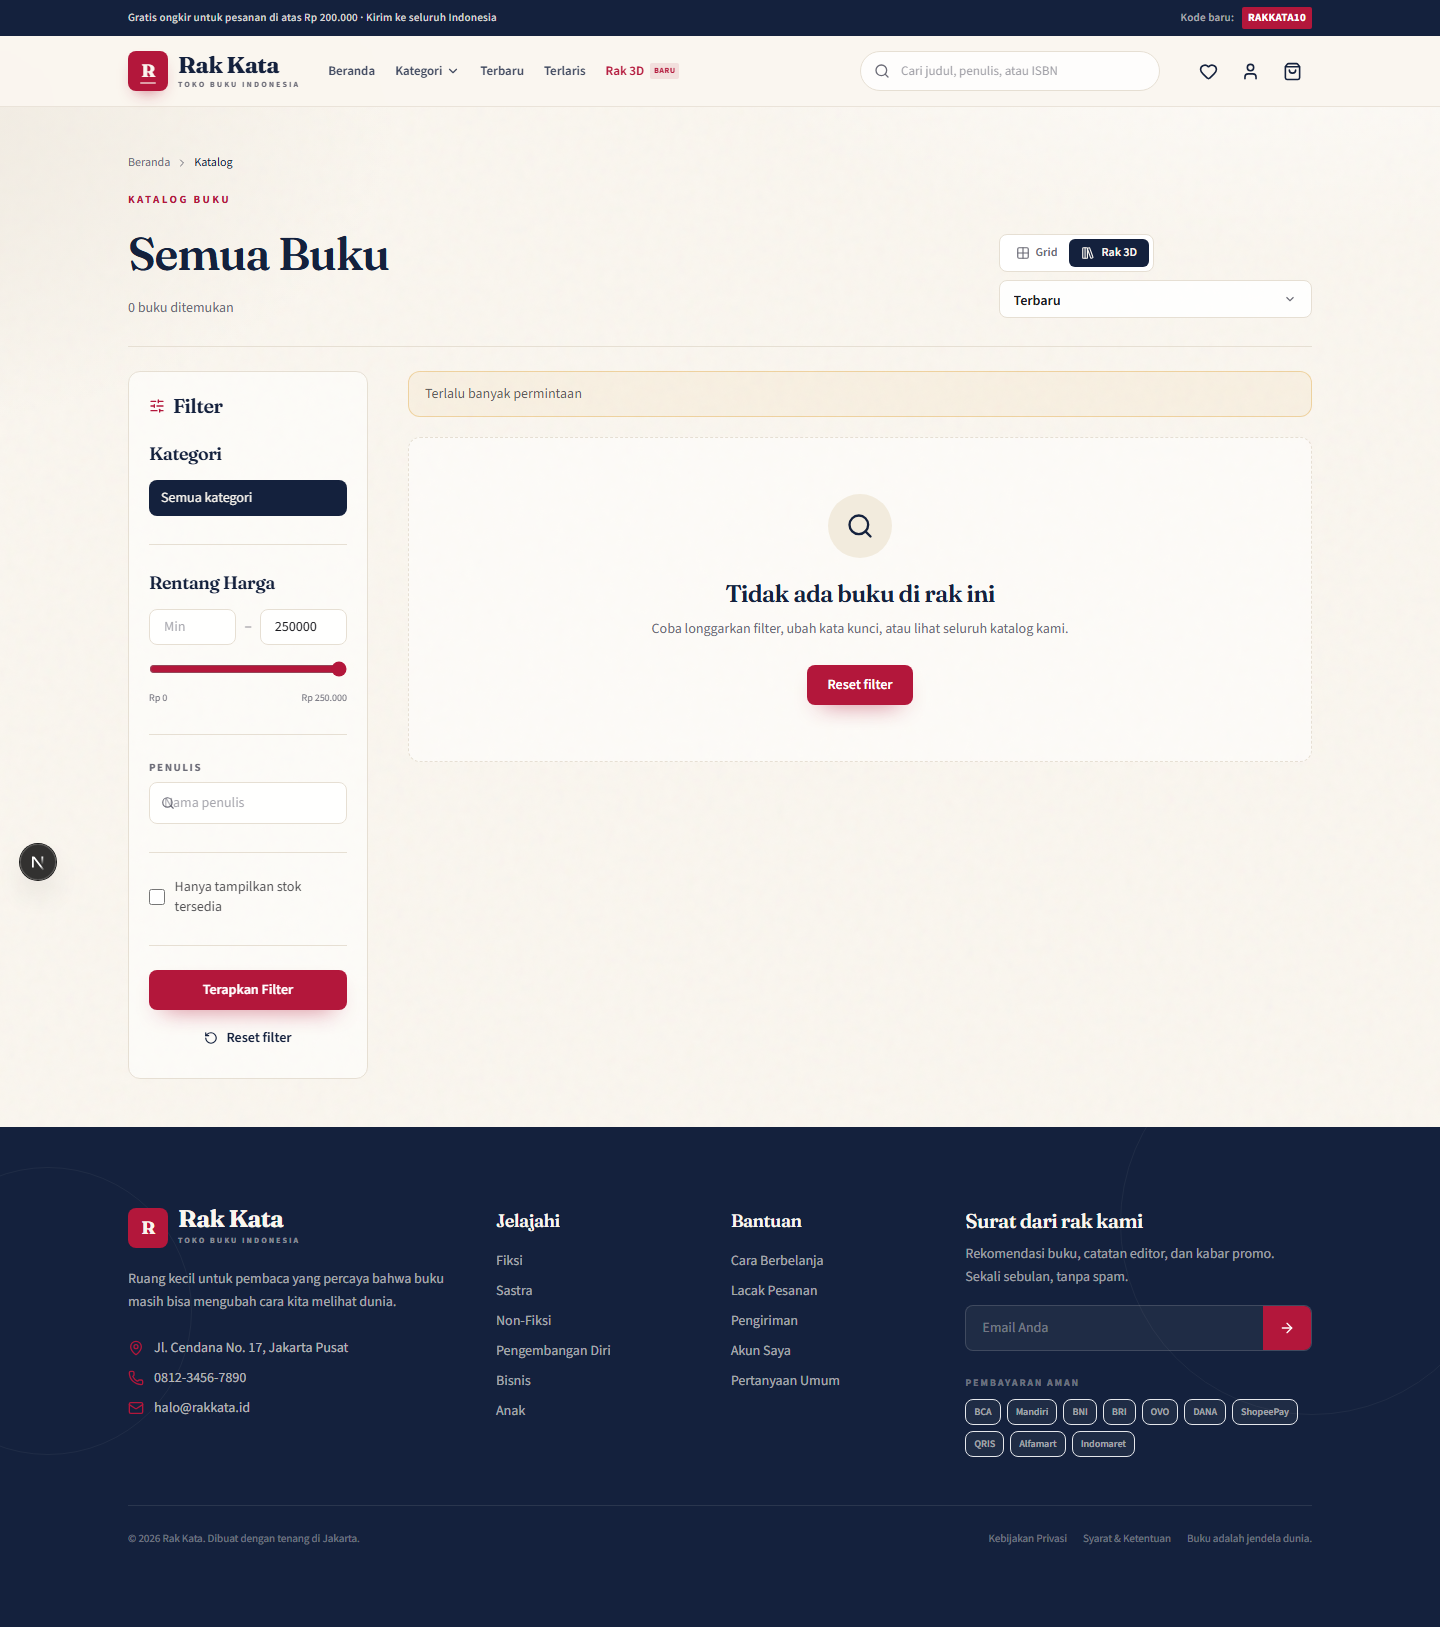 Gratis ongkir untuk pesanan di atas Rp 200.000 · Kirim ke seluruh Indonesia
Kode baru: RAKKATA10
R
Rak Kata
TOKO BUKU INDONESIA
Beranda Kategori Terbaru Terlaris Rak 3D BARU
Cari judul, penulis, atau ISBN
Beranda > Katalog
KATALOG BUKU
Semua Buku
0 buku ditemukan
Grid Rak 3D
Terbaru
Filter
Kategori
Semua kategori
Rentang Harga
Min – 250000
Rp 0 Rp 250.000
PENULIS
Nama penulis
Hanya tampilkan stok
tersedia
Terapkan Filter
Reset filter
Terlalu banyak permintaan
Tidak ada buku di rak ini
Coba longgarkan filter, ubah kata kunci, atau lihat seluruh katalog kami.
Reset filter
N
R
Rak Kata
TOKO BUKU INDONESIA
Ruang kecil untuk pembaca yang percaya bahwa buku
masih bisa mengubah cara kita melihat dunia.
Jl. Cendana No. 17, Jakarta Pusat
0812-3456-7890
halo@rakkata.id
Jelajahi
Fiksi
Sastra
Non-Fiksi
Pengembangan Diri
Bisnis
Anak
Bantuan
Cara Berbelanja
Lacak Pesanan
Pengiriman
Akun Saya
Pertanyaan Umum
Surat dari rak kami
Rekomendasi buku, catatan editor, dan kabar promo.
Sekali sebulan, tanpa spam.
Email Anda
PEMBAYARAN AMAN
BCA Mandiri BNI BRI OVO DANA ShopeePay
QRIS Alfamart Indomaret
© 2026 Rak Kata. Dibuat dengan tenang di Jakarta.
Kebijakan Privasi Syarat & Ketentuan Buku adalah jendela dunia.